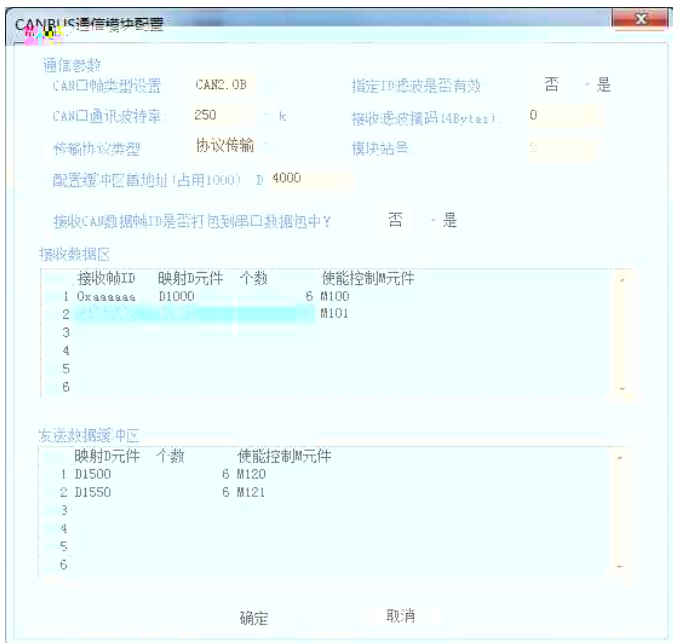 CANBUS通信模块配置
通信参数
CAN口帧类型设置 CAN2.0B 指定ID滤波是否有效 否 是
CAN口通讯波特率: 250 k 接收滤波掩码(4Bytes): 0
传输协议类型 协议传输 模块站号: 2
配置缓冲区首地址(占用1000) D 4000
接收CAN数据帧ID是否打包到串口数据包中? 否 是
接收数据区
接收帧ID 映射D元件 个数 使能控制M元件
1 0xaaaaaa D1000 6 M100
2 M101
3
4
5
6
发送数据缓冲区
映射D元件 个数 使能控制M元件
1 D1500 6 M120
2 D1550 6 M121
3
4
5
6
确定 取消